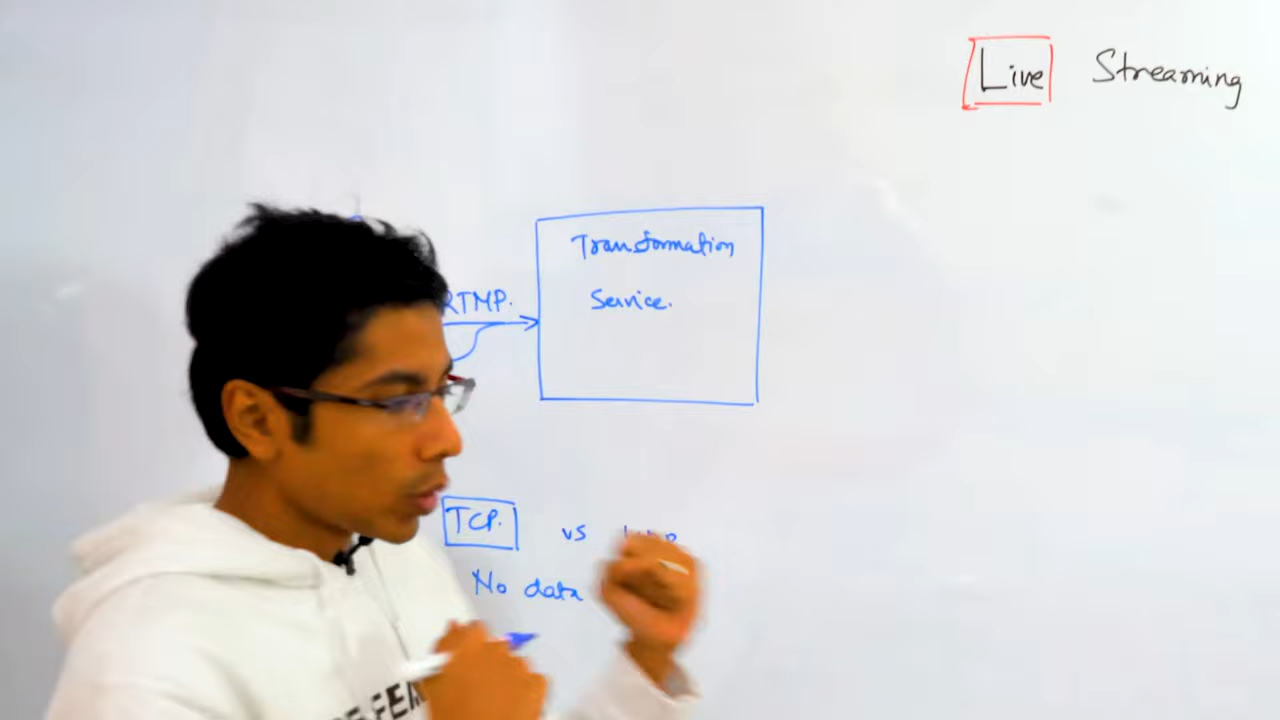 Live Streaming
Transformation
Service.
RTMP.
TCP. vs
No data